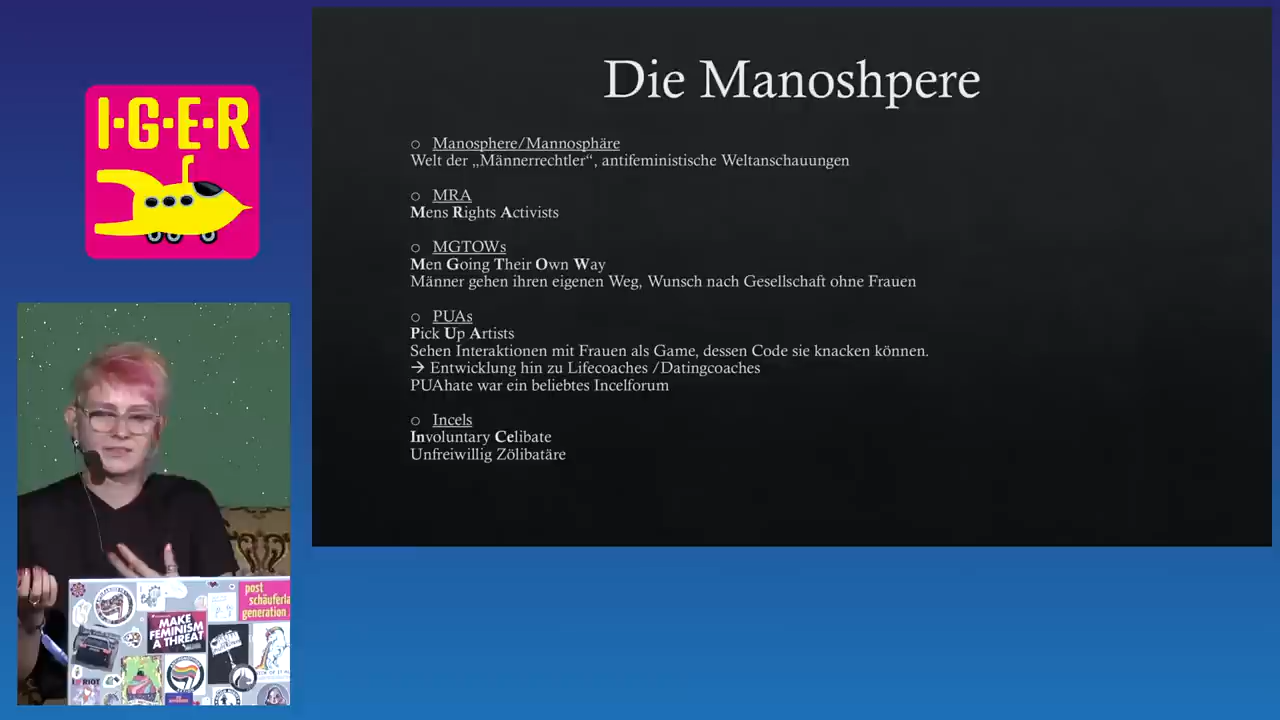 I·G·E·R
Die Manoshpere
Manosphere/Mannosphäre
Welt der „Männerrechtler“, antifeministische Weltanschauungen
MRA
Mens Rights Activists
MGTOWs
Men Going Their Own Way
Männer gehen ihren eigenen Weg, Wunsch nach Gesellschaft ohne Frauen
PUAs
Pick Up Artists
Sehen Interaktionen mit Frauen als Game, dessen Code sie knacken können.
→ Entwicklung hin zu Lifecoaches /Datingcoaches
PUAhate war ein beliebtes Incelforum
Incels
Involuntary Celibate
Unfreiwillig Zölibatäre
post
generation
MAKE
FEMINISM
A THREAT
RIOT